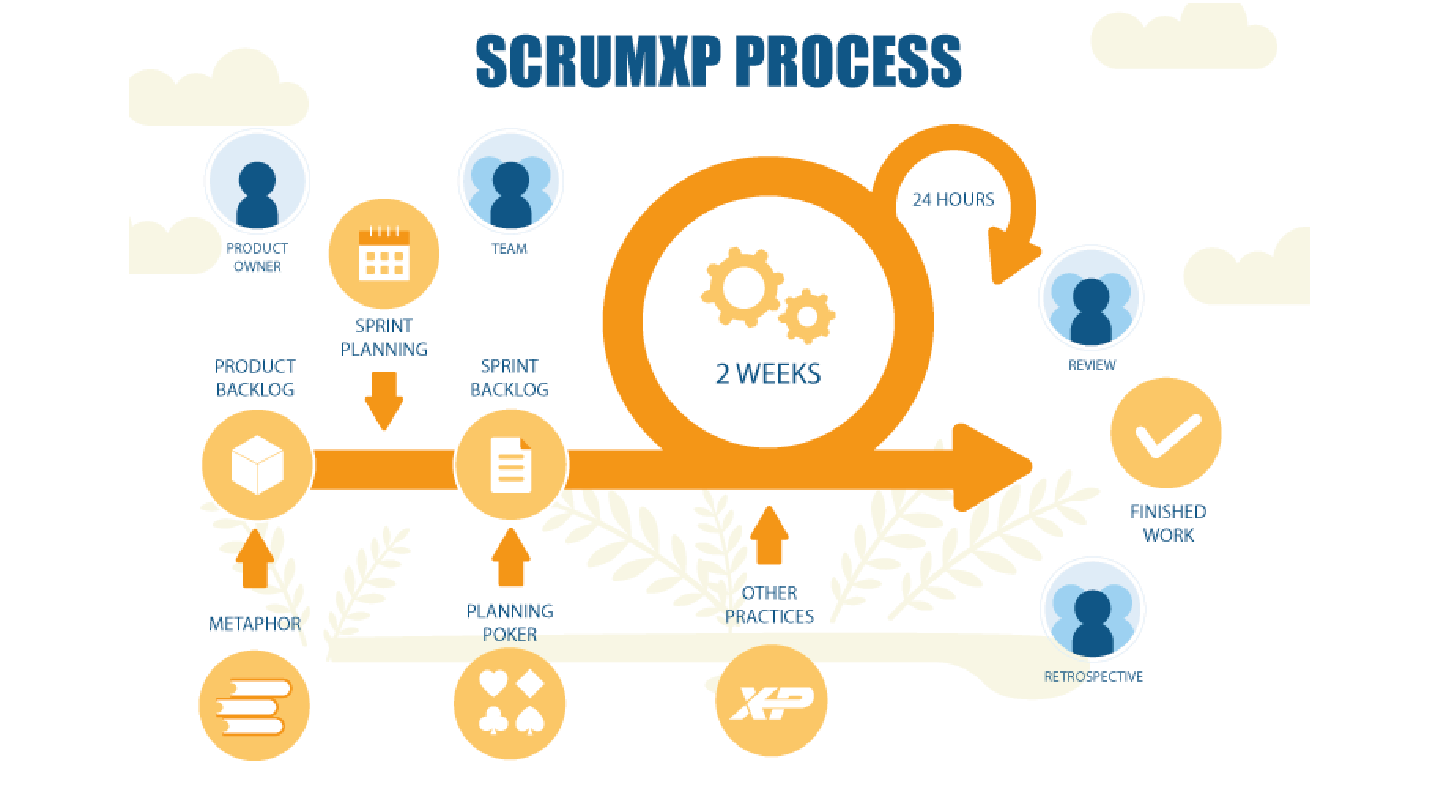 SCRUMXP PROCESS
PRODUCT
OWNER
TEAM
24 HOURS
SPRINT
PLANNING
PRODUCT
BACKLOG
SPRINT
BACKLOG
2 WEEKS
REVIEW
FINISHED
WORK
METAPHOR
PLANNING
POKER
OTHER
PRACTICES
XP
RETROSPECTIVE